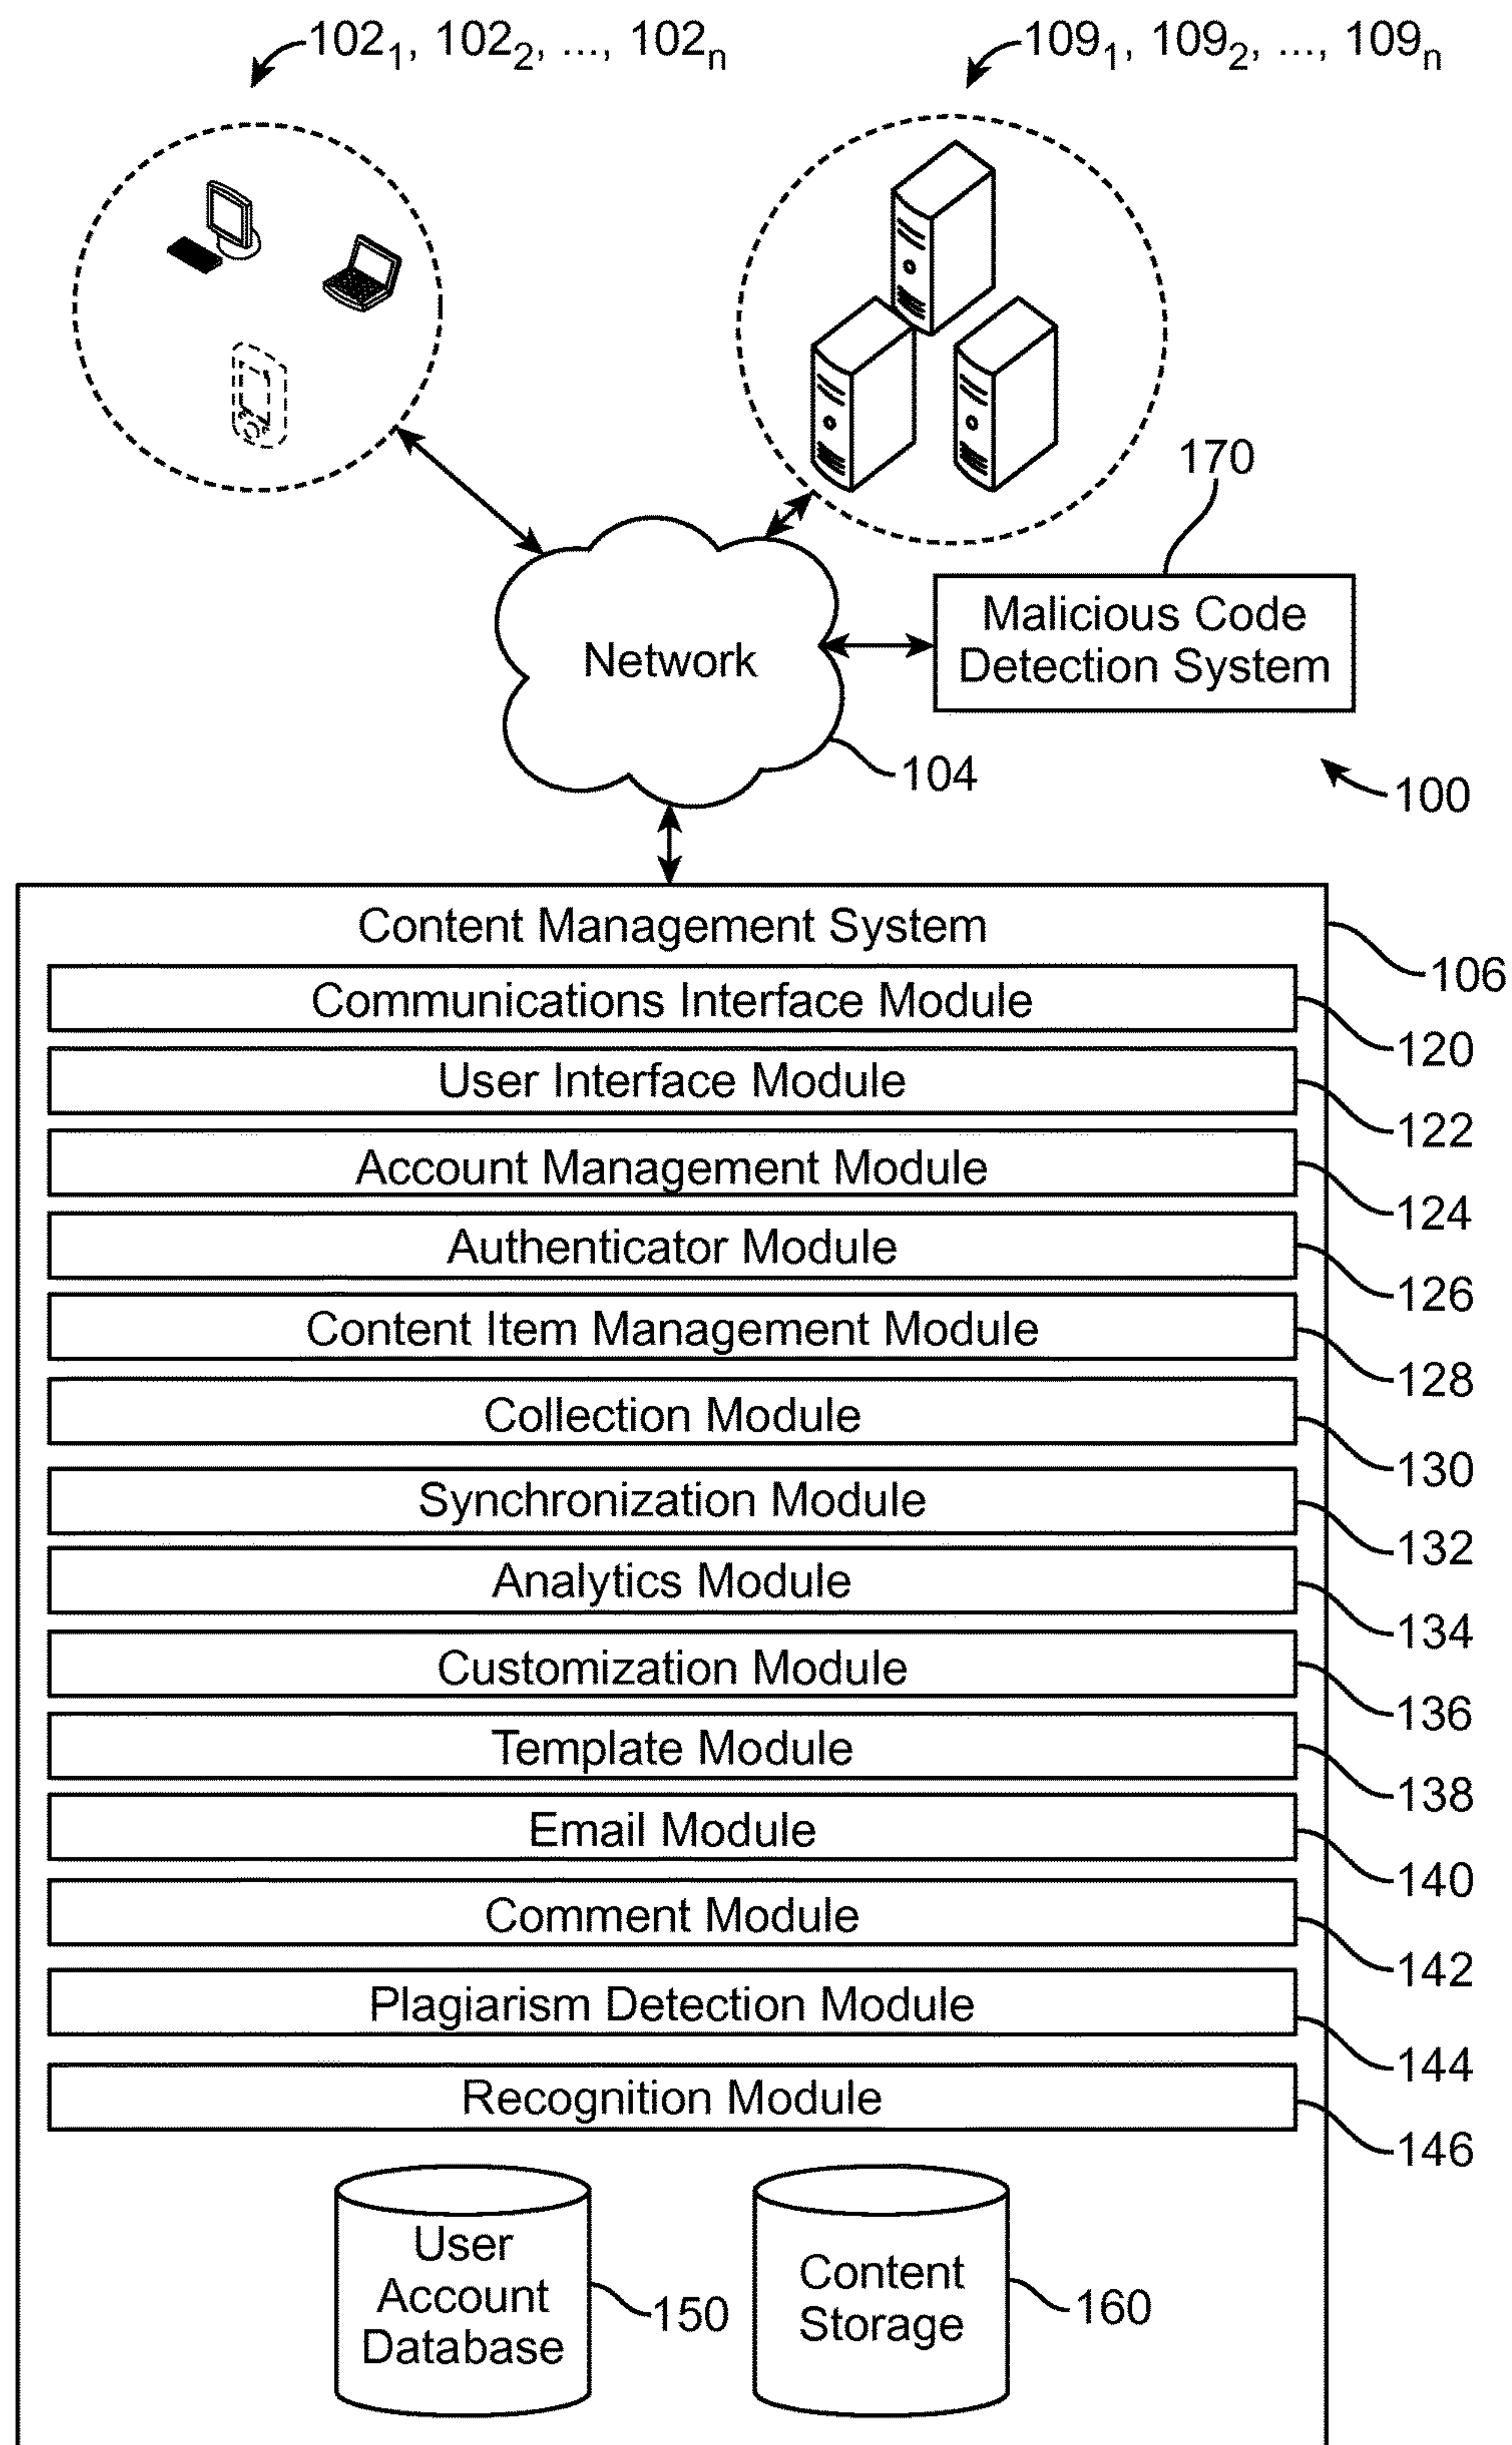 102₁, 102₂, ..., 102ₙ
109₁, 109₂, ..., 109ₙ
170
Malicious Code
Detection System
Network
104
100
Content Management System
106
Communications Interface Module
120
User Interface Module
122
Account Management Module
124
Authenticator Module
126
Content Item Management Module
128
Collection Module
130
Synchronization Module
132
Analytics Module
134
Customization Module
136
Template Module
138
Email Module
140
Comment Module
142
Plagiarism Detection Module
144
Recognition Module
146
User
Account
Database
150
Content
Storage
160